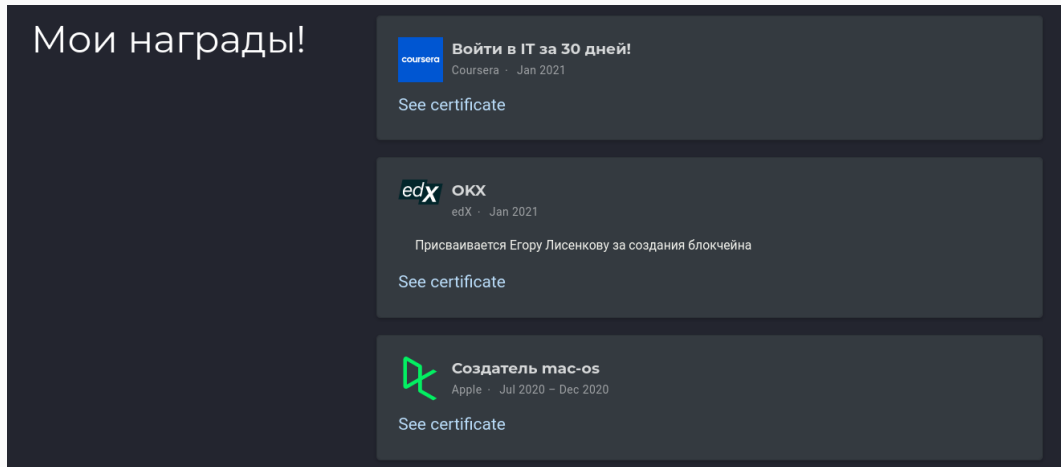 Мои награды!
coursera
Войти в IT за 30 дней!
Coursera · Jan 2021
See certificate
edX
OKX
edX · Jan 2021
Присваивается Егору Лисенкову за создания блокчейна
See certificate
Создатель mac-os
Apple · Jul 2020 – Dec 2020
See certificate